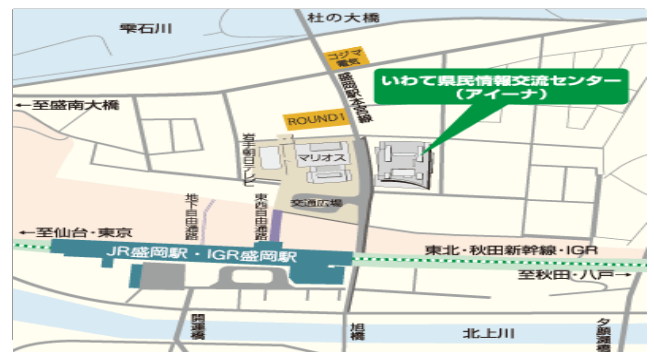 杜の大橋
雫石川
コジマ
電気
いわて県民情報交流センター
(アイーナ)
←至盛南大橋
盛岡駅本宮線
ROUND1
岩手朝日テレビ
マリオス
地下自由通路
東西自由通路
交通広場
←至仙台・東京
JR盛岡駅・IGR盛岡駅
東北・秋田新幹線・IGR
至秋田・八戸→
開運橋
旭橋
北上川
夕顔瀬橋